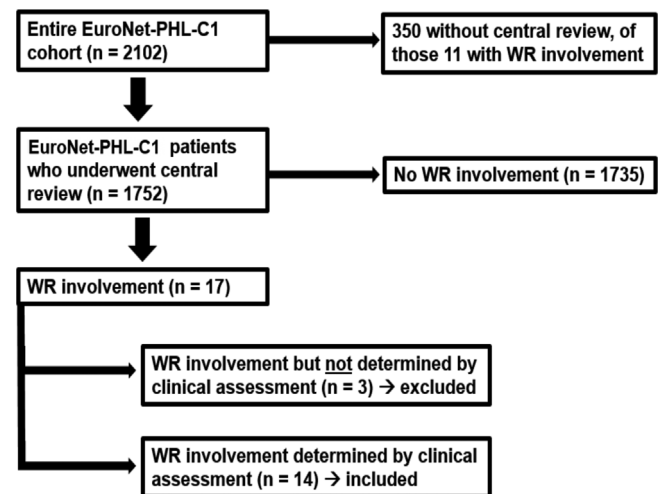 Entire EuroNet-PHL-C1
cohort (n = 2102)
350 without central review, of
those 11 with WR involvement
EuroNet-PHL-C1 patients
who underwent central
review (n = 1752)
No WR involvement (n = 1735)
WR involvement (n = 17)
WR involvement but not determined by
clinical assessment (n = 3) → excluded
WR involvement determined by clinical
assessment (n = 14) → included